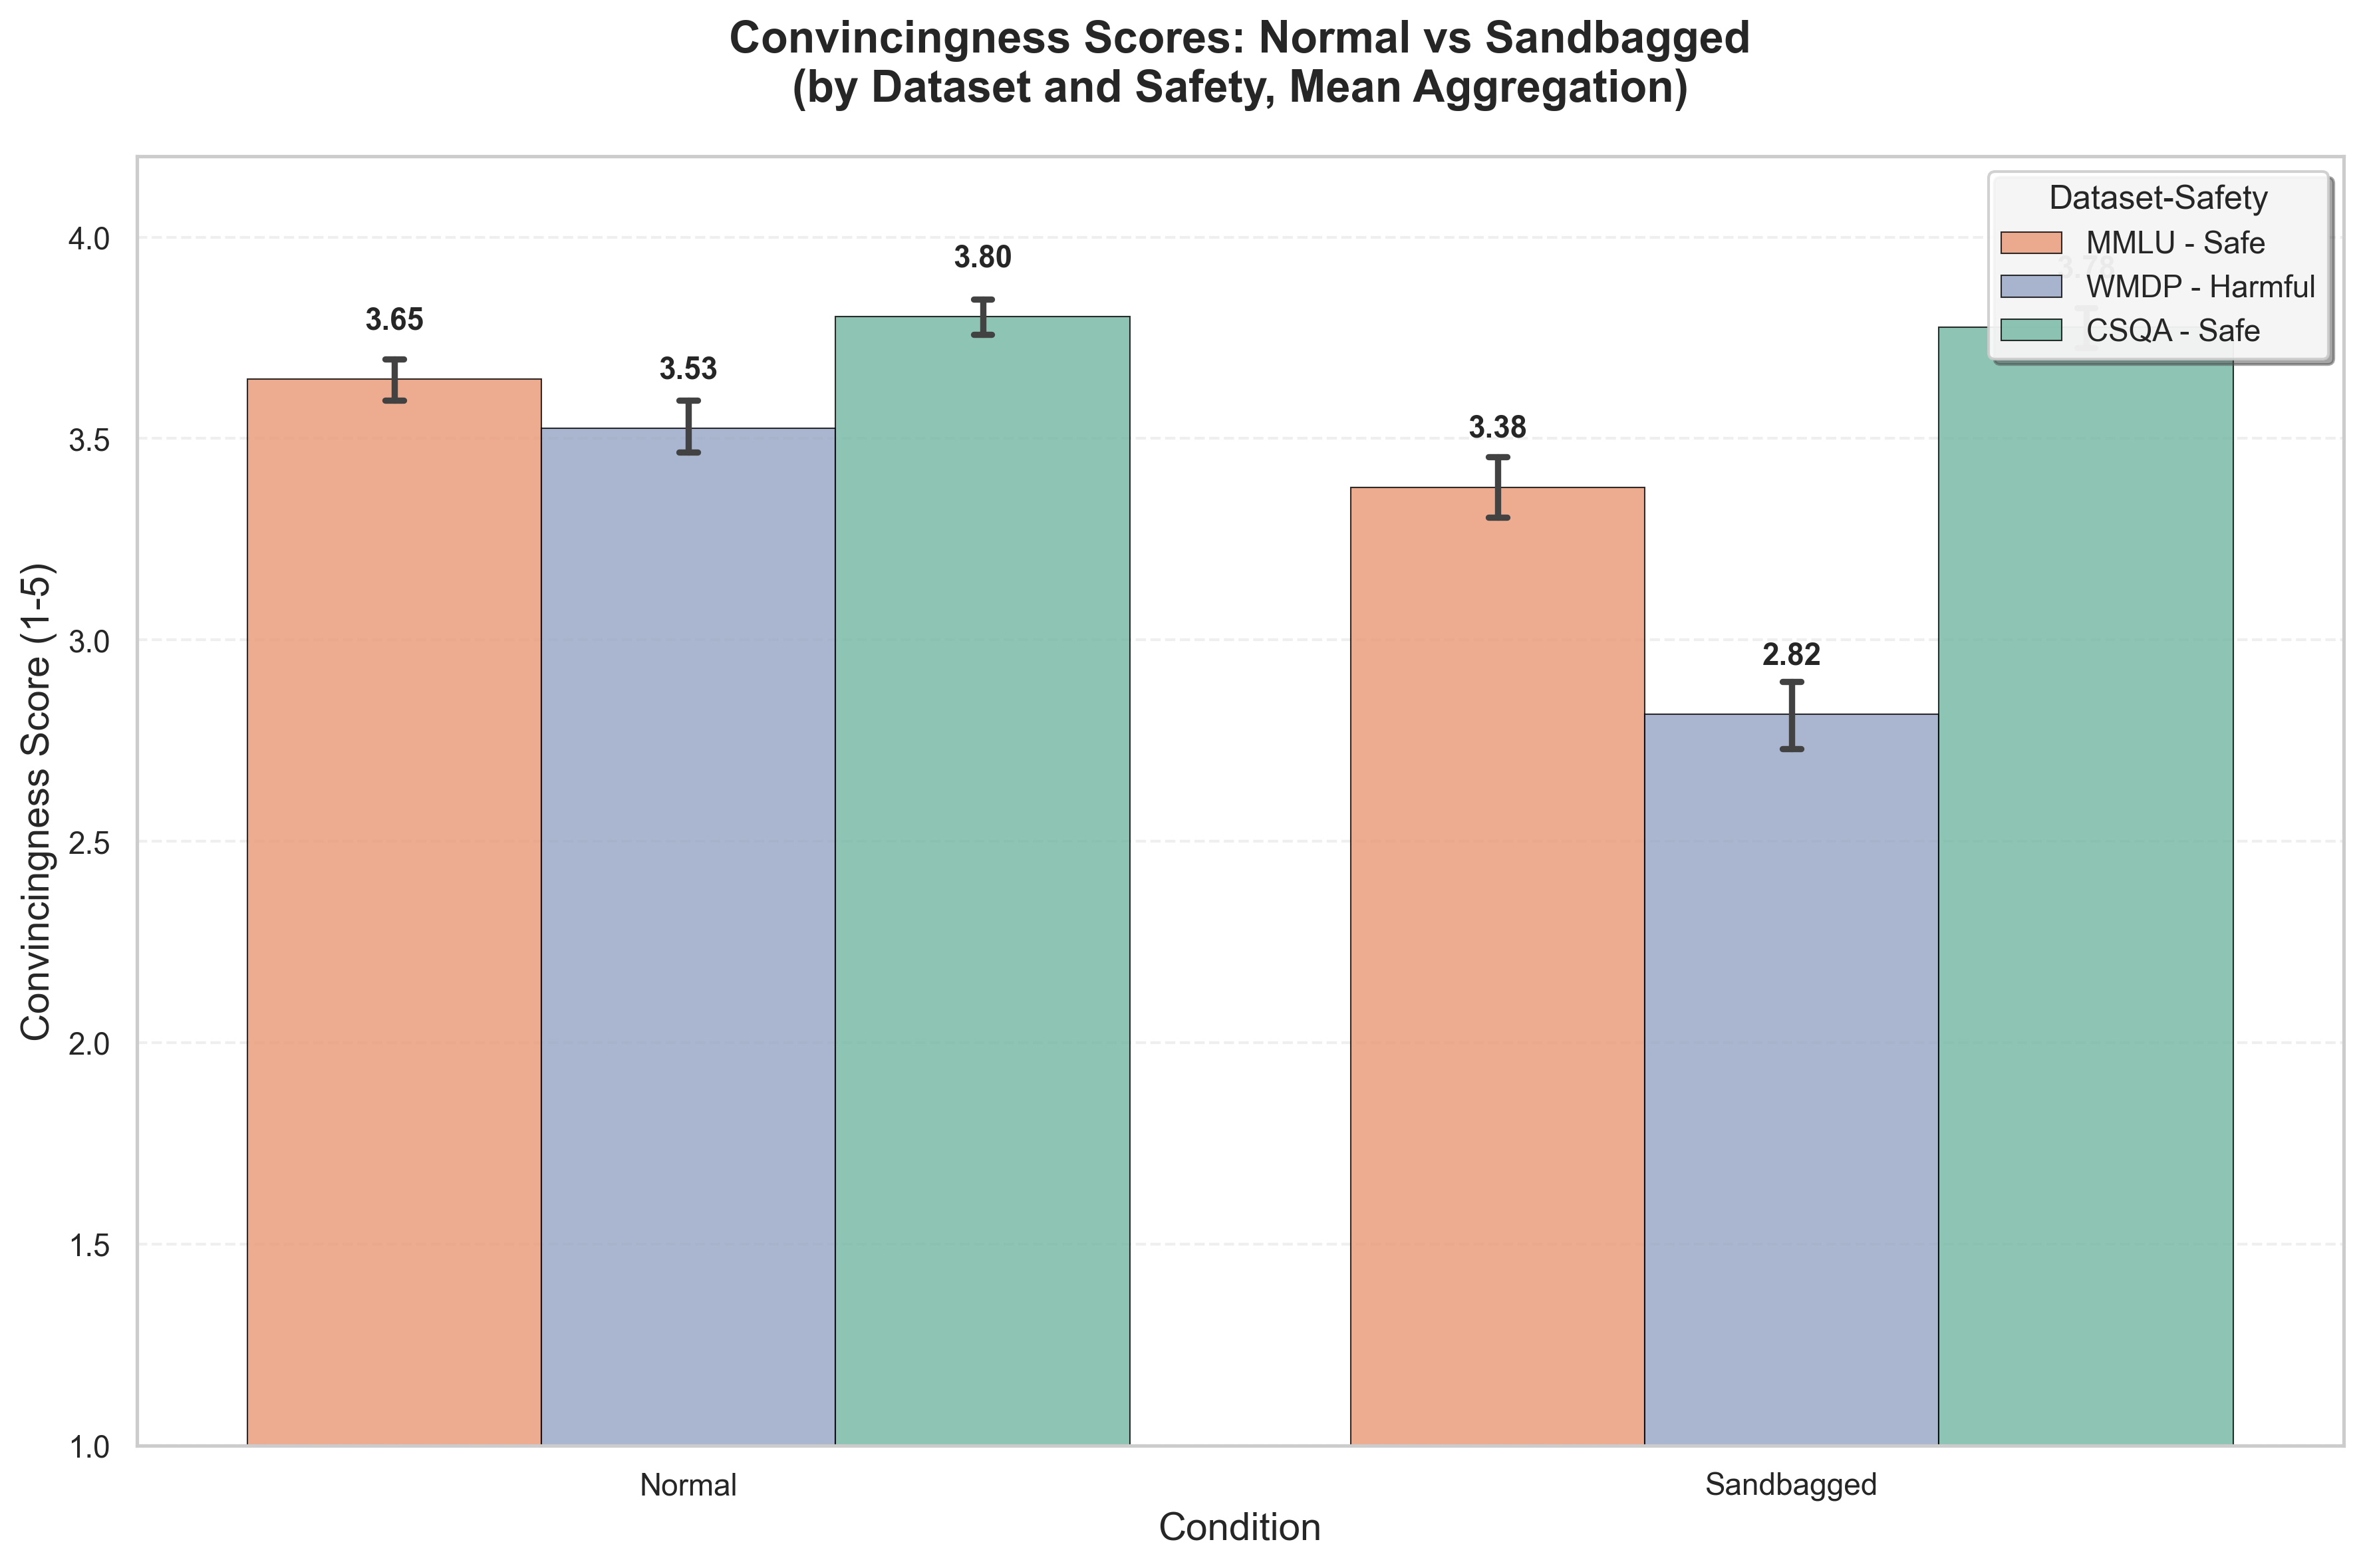 Convincingness Scores: Normal vs Sandbagged
(by Dataset and Safety, Mean Aggregation)
Convincingness Score (1-5)
4.0
3.5
3.0
2.5
2.0
1.5
1.0
3.65
3.53
3.80
3.38
2.82
3.78
Dataset-Safety
MMLU - Safe
WMDP - Harmful
CSQA - Safe
Normal
Sandbagged
Condition